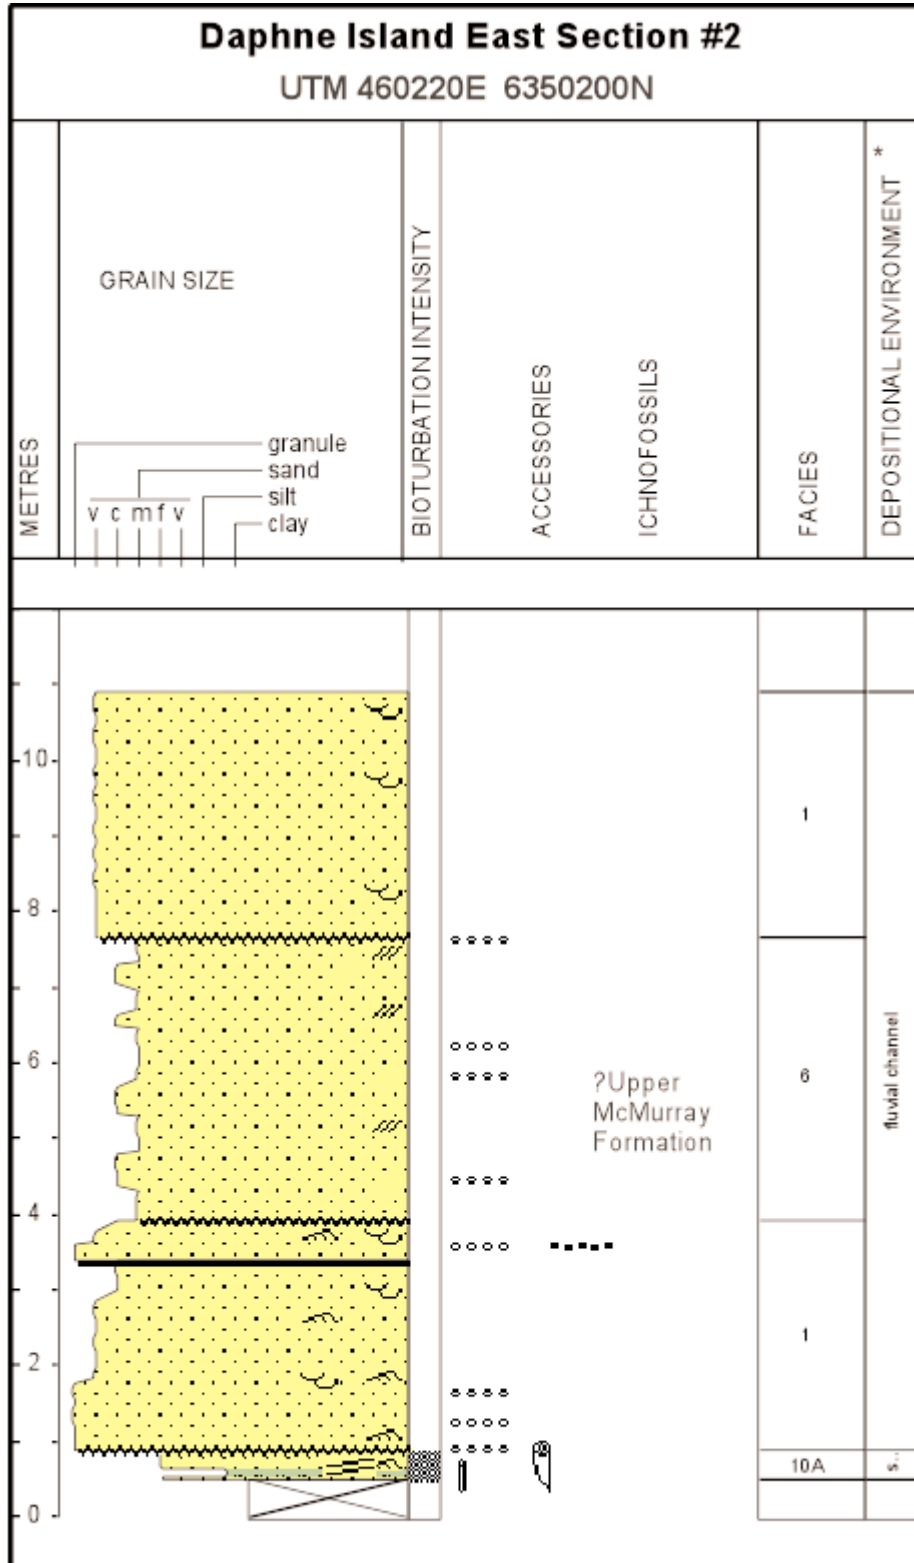 Daphne Island East Section #2
UTM 460220E 6350200N
METRES
GRAIN SIZE
granule
sand
silt
clay
v c m f v
BIOTURBATION INTENSITY
ACCESSORIES
ICHNOFOSSILS
FACIES
DEPOSITIONAL ENVIRONMENT *
10
8
6
4
2
0
?Upper
McMurray
Formation
1
6
1
10A
fluvial channel
s..